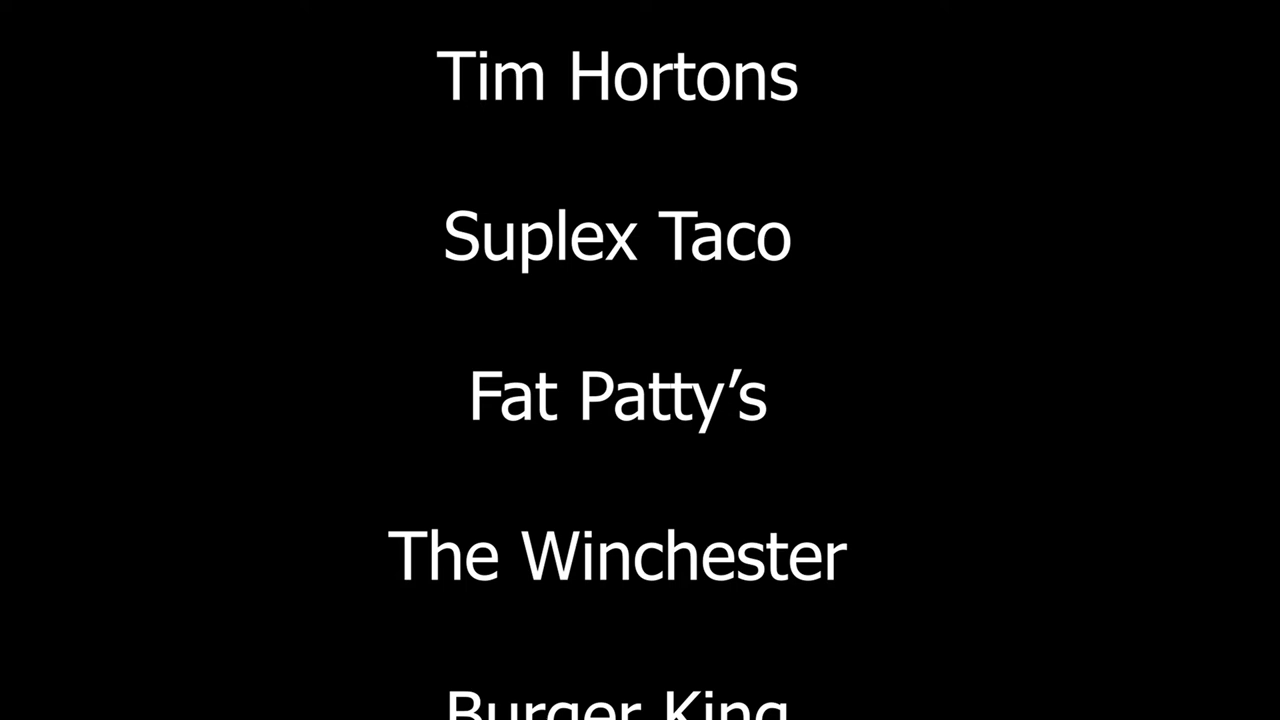 Tim Hortons
Suplex Taco
Fat Patty’s
The Winchester
Burger King